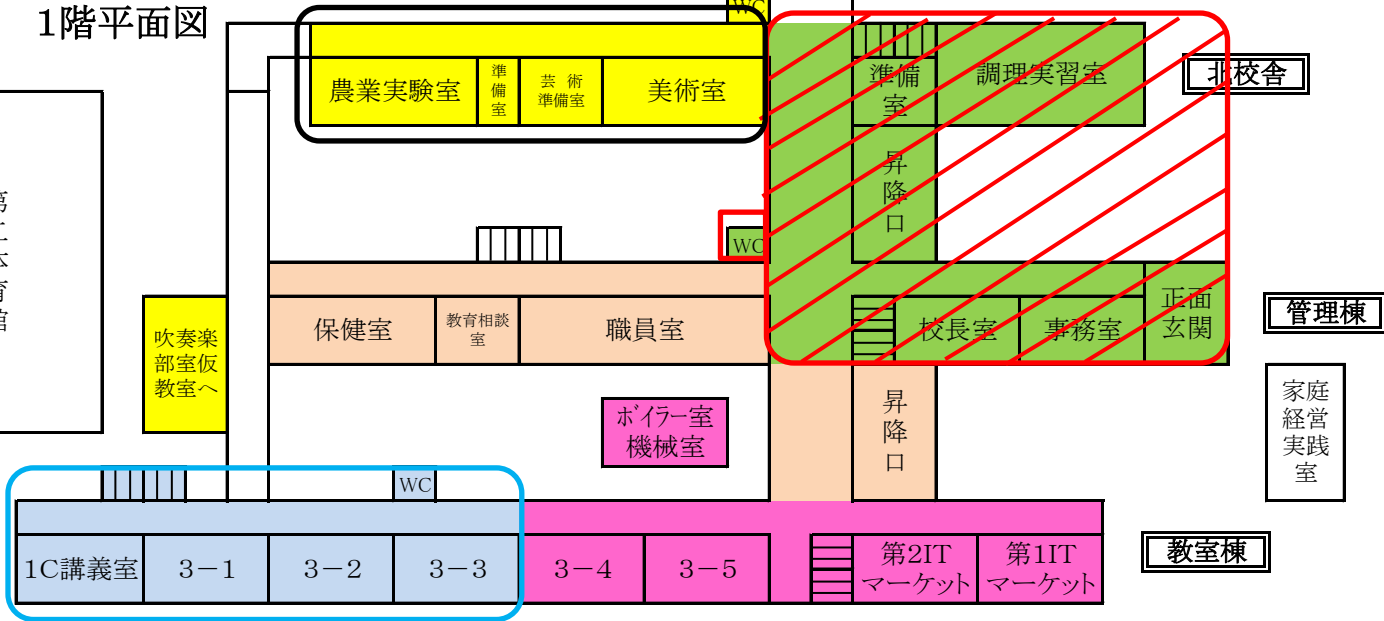 1階平面図
WC
農業実験室
準
備
室
芸 術
準備室
美術室
準備
室
調理実習室
北校舎
昇
降
口
WC
第
二
体
育
館
吹奏楽
部室仮
教室へ
保健室
教育相談
室
職員室
校長室
事務室
正面
玄関
管理棟
ボイラー室
機械室
昇
降
口
家庭
経営
実践
室
WC
1C講義室
3-1
3-2
3-3
3-4
3-5
第2IT
マーケット
第1IT
マーケット
教室棟